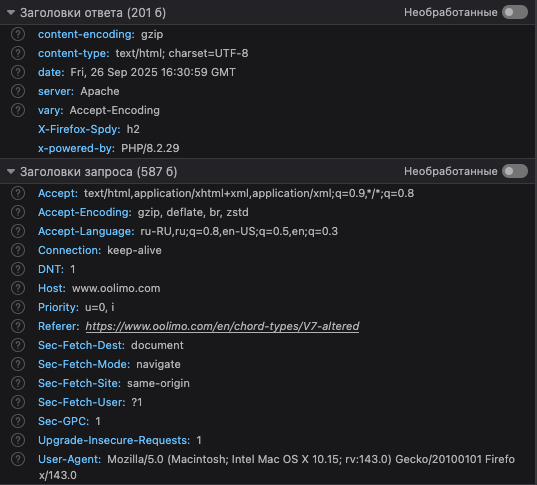 Заголовки ответа (201 б) Необработанные
content-encoding: gzip
content-type: text/html; charset=UTF-8
date: Fri, 26 Sep 2025 16:30:59 GMT
server: Apache
vary: Accept-Encoding
X-Firefox-Spdy: h2
x-powered-by: PHP/8.2.29
Заголовки запроса (587 б) Необработанные
Accept: text/html,application/xhtml+xml,application/xml;q=0.9,*/*;q=0.8
Accept-Encoding: gzip, deflate, br, zstd
Accept-Language: ru-RU,ru;q=0.8,en-US;q=0.5,en;q=0.3
Connection: keep-alive
DNT: 1
Host: www.oolimo.com
Priority: u=0, i
Referer: https://www.oolimo.com/en/chord-types/V7-altered
Sec-Fetch-Dest: document
Sec-Fetch-Mode: navigate
Sec-Fetch-Site: same-origin
Sec-Fetch-User: ?1
Sec-GPC: 1
Upgrade-Insecure-Requests: 1
User-Agent: Mozilla/5.0 (Macintosh; Intel Mac OS X 10.15; rv:143.0) Gecko/20100101 Firefo
x/143.0